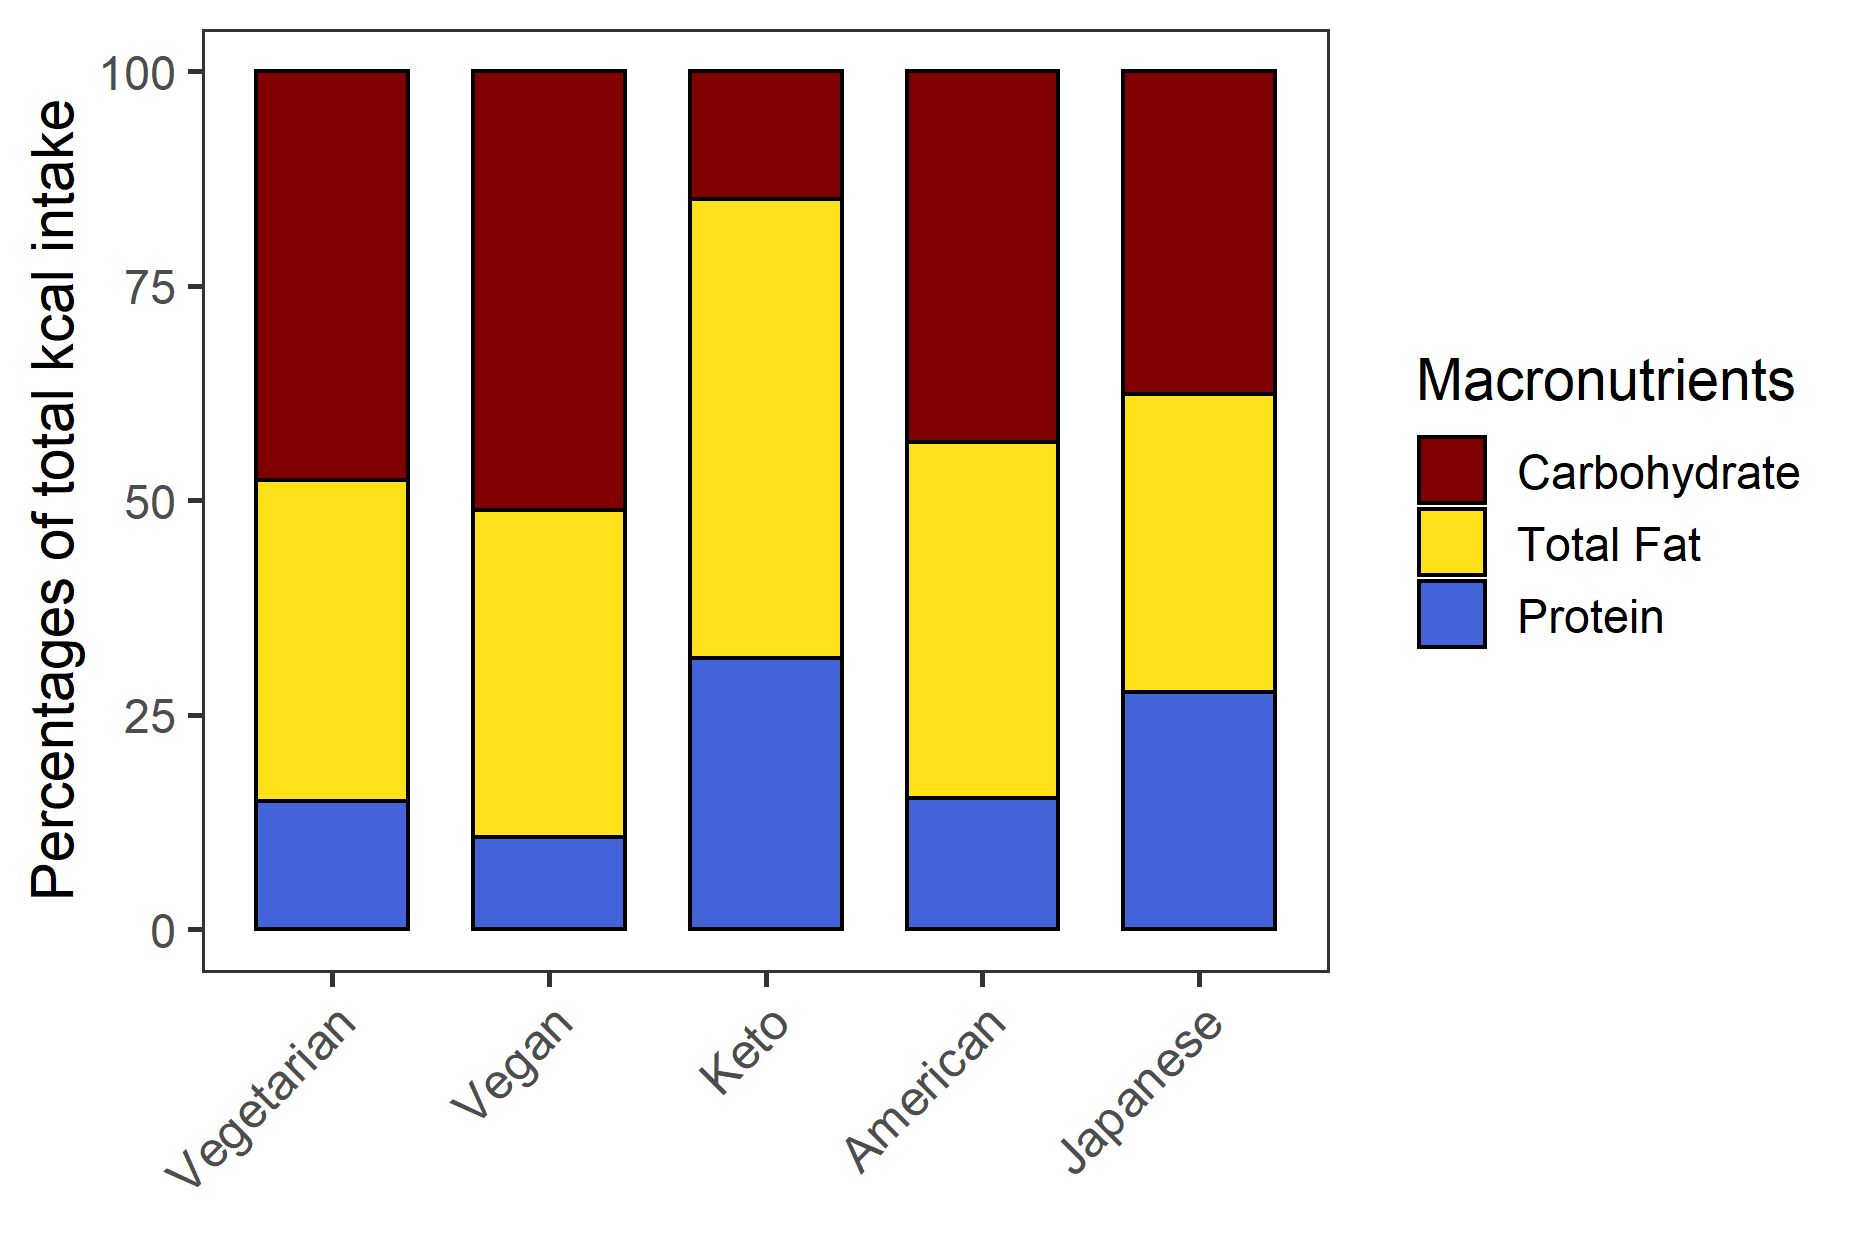 Percentages of total kcal intake
100
75
50
25
0
Vegetarian
Vegan
Keto
American
Japanese
Macronutrients
Carbohydrate
Total Fat
Protein